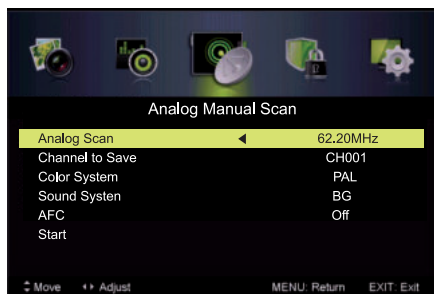 Analog Manual Scan
Analog Scan 62.20MHz
Channel to Save CH001
Color System PAL
Sound Systen BG
AFC Off
Start
Move Adjust MENU: Return EXIT: Exit